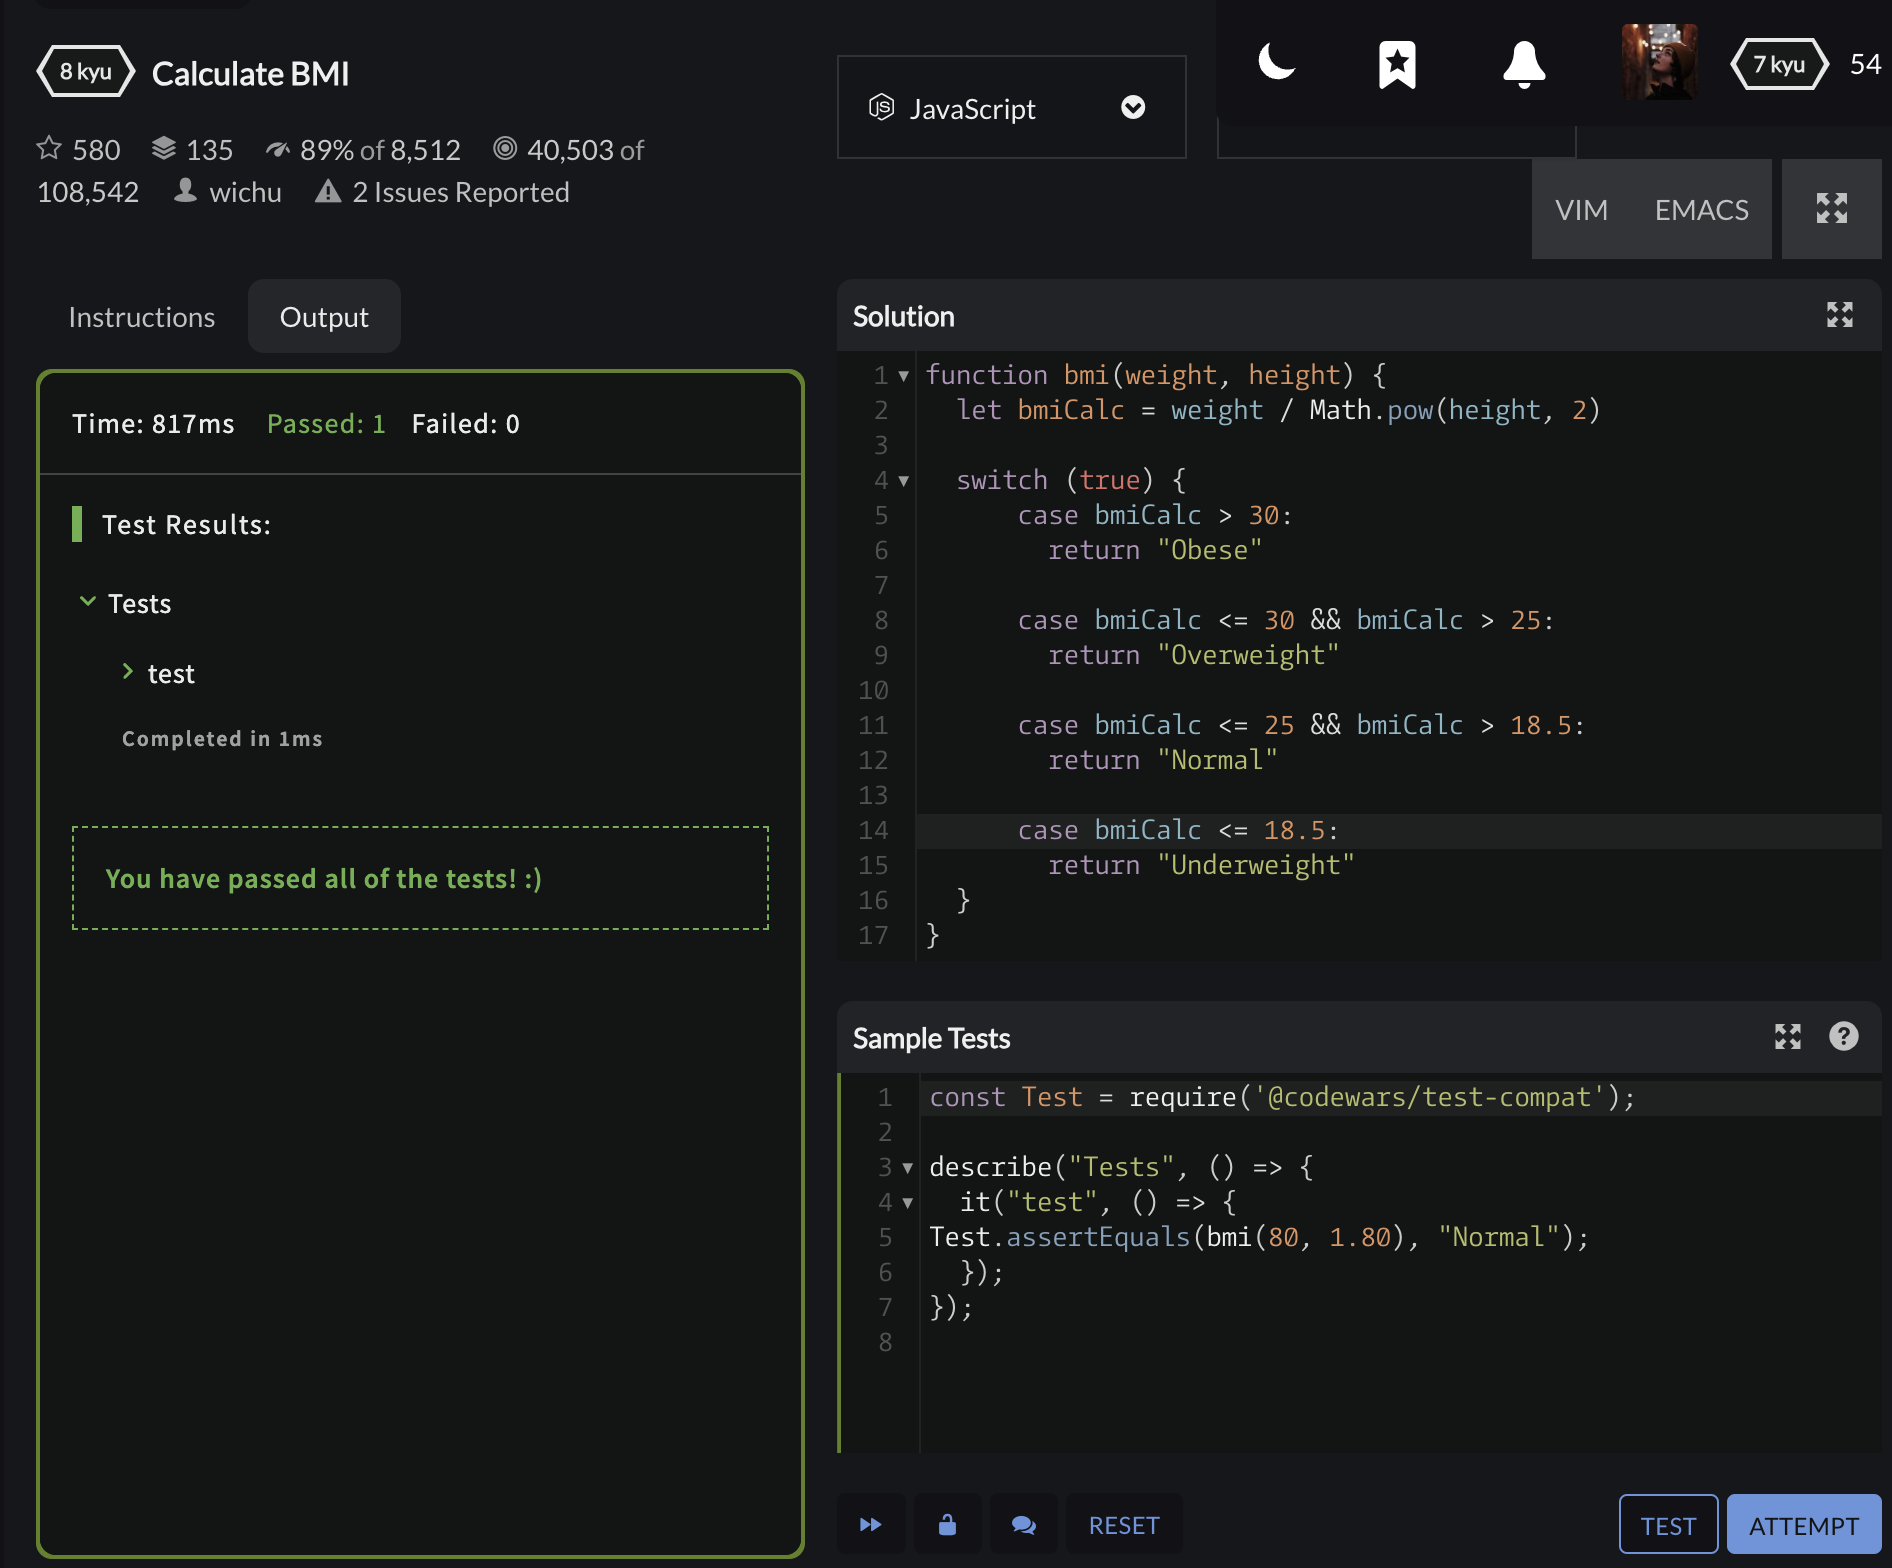 8 kyu Calculate BMI
580 135 89% of 8,512 40,503 of
108,542 wichu 2 Issues Reported
JavaScript
7 kyu 54
VIM EMACS
Instructions Output
Time: 817ms Passed: 1 Failed: 0
Test Results:
Tests
test
Completed in 1ms
You have passed all of the tests! :)
Solution
1 function bmi(weight, height) {
2   let bmiCalc = weight / Math.pow(height, 2)
3
4   switch (true) {
5       case bmiCalc > 30:
6         return "Obese"
7
8       case bmiCalc <= 30 && bmiCalc > 25:
9         return "Overweight"
10
11       case bmiCalc <= 25 && bmiCalc > 18.5:
12         return "Normal"
13
14       case bmiCalc <= 18.5:
15         return "Underweight"
16   }
17 }
Sample Tests
1 const Test = require('@codewars/test-compat');
2
3 describe("Tests", () => {
4   it("test", () => {
5 Test.assertEquals(bmi(80, 1.80), "Normal");
6   });
7 });
8
RESET
TEST ATTEMPT